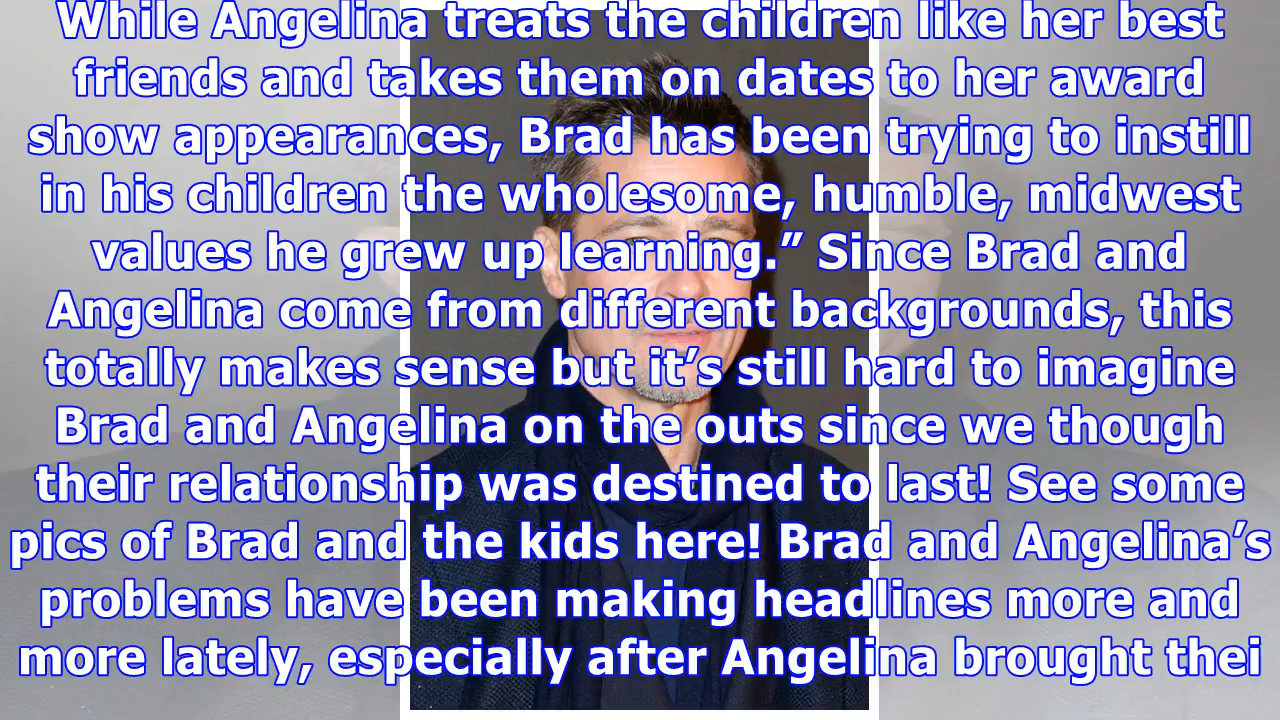 While Angelina treats the children like her best
friends and takes them on dates to her award
show appearances, Brad has been trying to instill
in his children the wholesome, humble, midwest
values he grew up learning.” Since Brad and
Angelina come from different backgrounds, this
totally makes sense but it’s still hard to imagine
Brad and Angelina on the outs since we though
their relationship was destined to last! See some
pics of Brad and the kids here! Brad and Angelina’s
problems have been making headlines more and
more lately, especially after Angelina brought thei